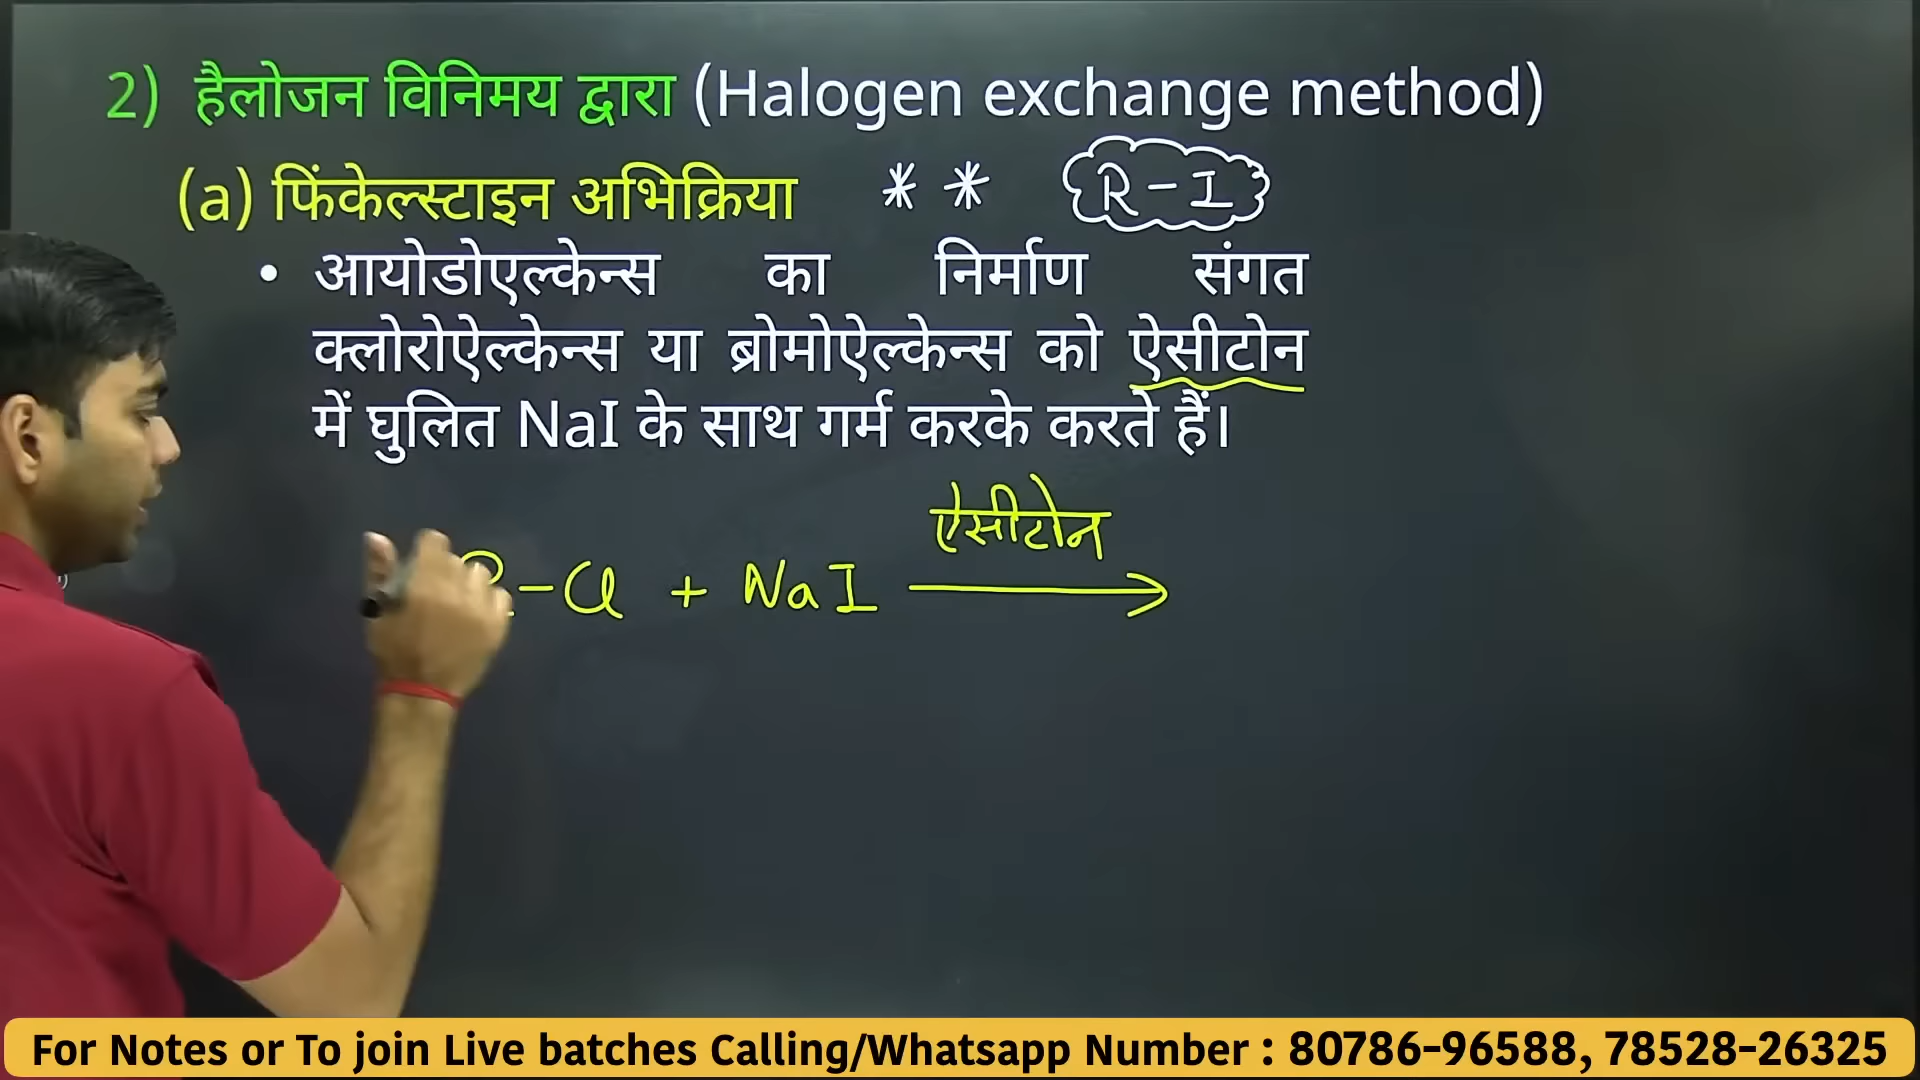 2) हैलोजन विनिमय द्वारा (Halogen exchange method)
(a) फिंकेल्स्टाइन अभिक्रिया ** R-I
• आयोडोएल्केन्स का निर्माण संगत
क्लोरोऐल्केन्स या ब्रोमोऐल्केन्स को ऐसीटोन
में घुलित NaI के साथ गर्म करके करते हैं।
ऐसीटोन
R-Cl + NaI ⟶
For Notes or To join Live batches Calling/Whatsapp Number : 80786-96588, 78528-26325